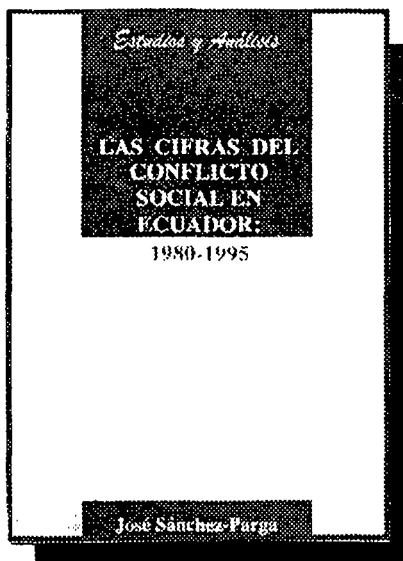 Estudios y Análisis
LAS CIFRAS DEL
CONFLICTO
SOCIAL EN
ECUADOR:
1980-1995
José Sánchez-Parga